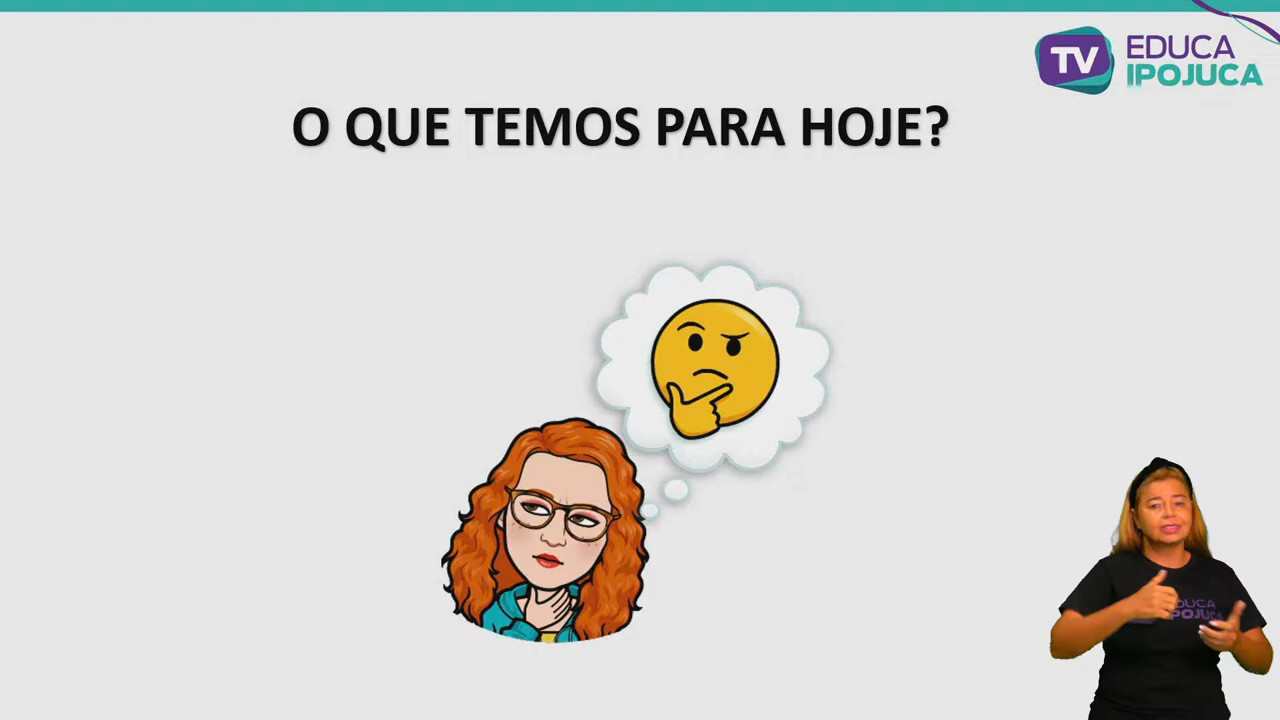 TV EDUCA
IPOJUCA
O QUE TEMOS PARA HOJE?
EDUCA
IPOJUCA